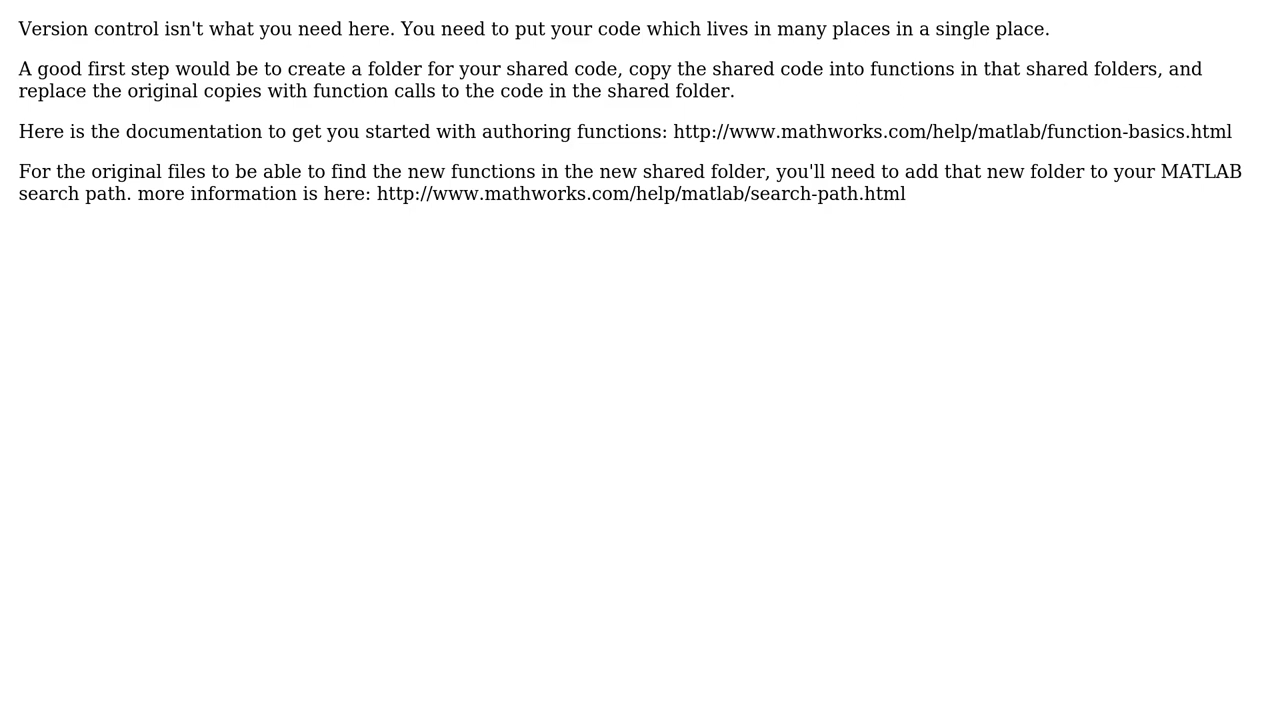 Version control isn't what you need here. You need to put your code which lives in many places in a single place.
A good first step would be to create a folder for your shared code, copy the shared code into functions in that shared folders, and
replace the original copies with function calls to the code in the shared folder.
Here is the documentation to get you started with authoring functions: http://www.mathworks.com/help/matlab/function-basics.html
For the original files to be able to find the new functions in the new shared folder, you'll need to add that new folder to your MATLAB
search path. more information is here: http://www.mathworks.com/help/matlab/search-path.html